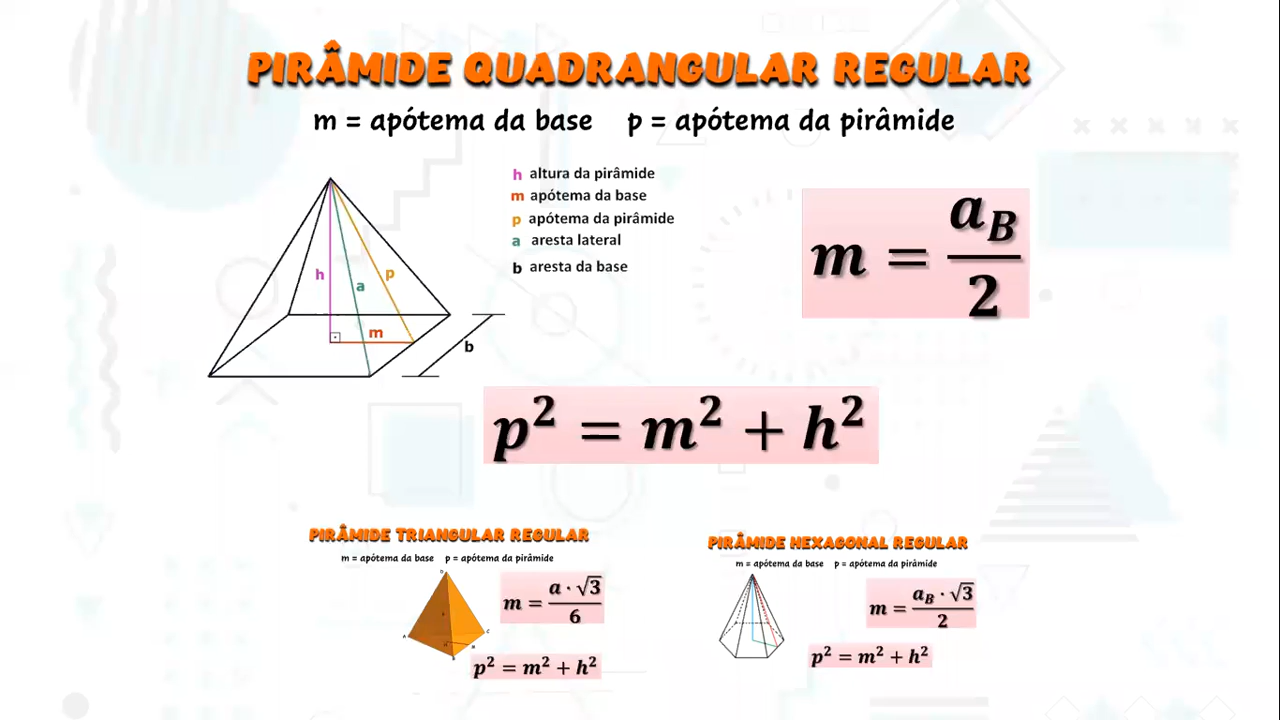 PIRÂMIDE QUADRANGULAR REGULAR
m = apótema da base p = apótema da pirâmide
h altura da pirâmide
m apótema da base
p apótema da pirâmide
a aresta lateral
b aresta da base
m = a_B / 2
h
p
a
m
b
p² = m² + h²
PIRÂMIDE TRIANGULAR REGULAR
m = apótema da base p = apótema da pirâmide
m = a · √3 / 6
p² = m² + h²
PIRÂMIDE HEXAGONAL REGULAR
m = apótema da base p = apótema da pirâmide
m = a_B · √3 / 2
p² = m² + h²